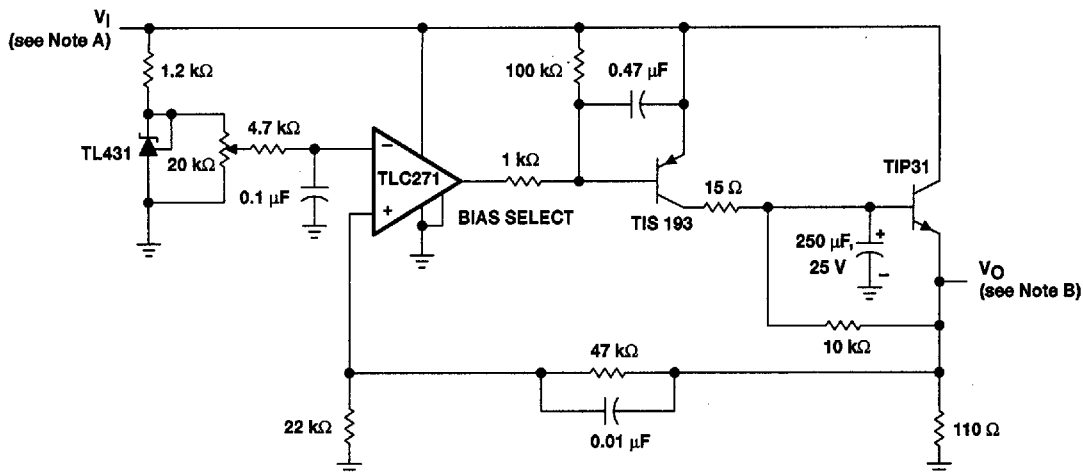 VI
(see Note A)
1.2 kΩ
TL431
20 kΩ
4.7 kΩ
0.1 μF
−
TLC271
+
BIAS SELECT
1 kΩ
100 kΩ
0.47 μF
TIS 193
15 Ω
TIP31
250 μF,
25 V
+
−
VO
(see Note B)
10 kΩ
47 kΩ
0.01 μF
22 kΩ
110 Ω